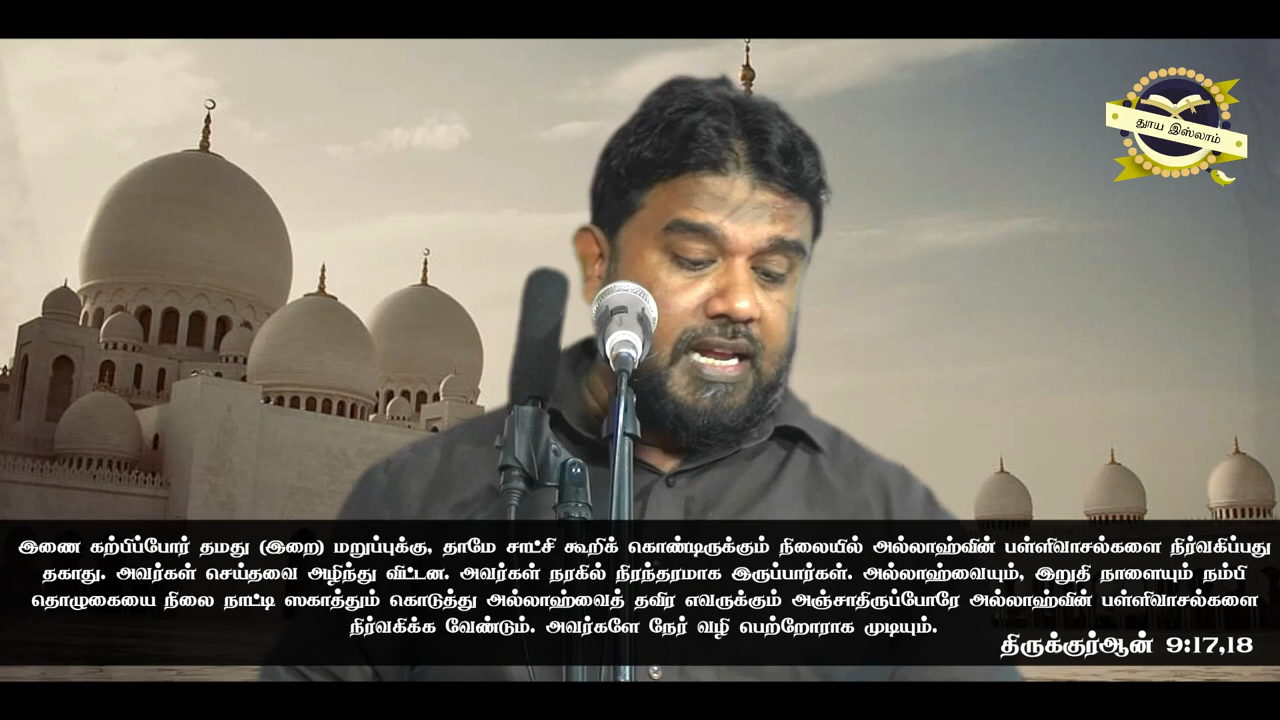 தூய இஸ்லாம்
இணை கற்பிப்போர் தமது (இறை) மறுப்புக்கு, தாமே சாட்சி கூறிக் கொண்டிருக்கும் நிலையில் அல்லாஹ்வின் பள்ளிவாசல்களை நிர்வகிப்பது
தகாது. அவர்கள் செய்தவை அழிந்து விட்டன. அவர்கள் நரகில் நிரந்தரமாக இருப்பார்கள். அல்லாஹ்வையும், இறுதி நாளையும் நம்பி
தொழுகையை நிலை நாட்டி ஸகாத்தும் கொடுத்து அல்லாஹ்வைத் தவிர எவருக்கும் அஞ்சாதிருப்போரே அல்லாஹ்வின் பள்ளிவாசல்களை
நிர்வகிக்க வேண்டும். அவர்களே நேர் வழி பெற்றோராக முடியும்.
திருக்குர்ஆன் 9:17,18